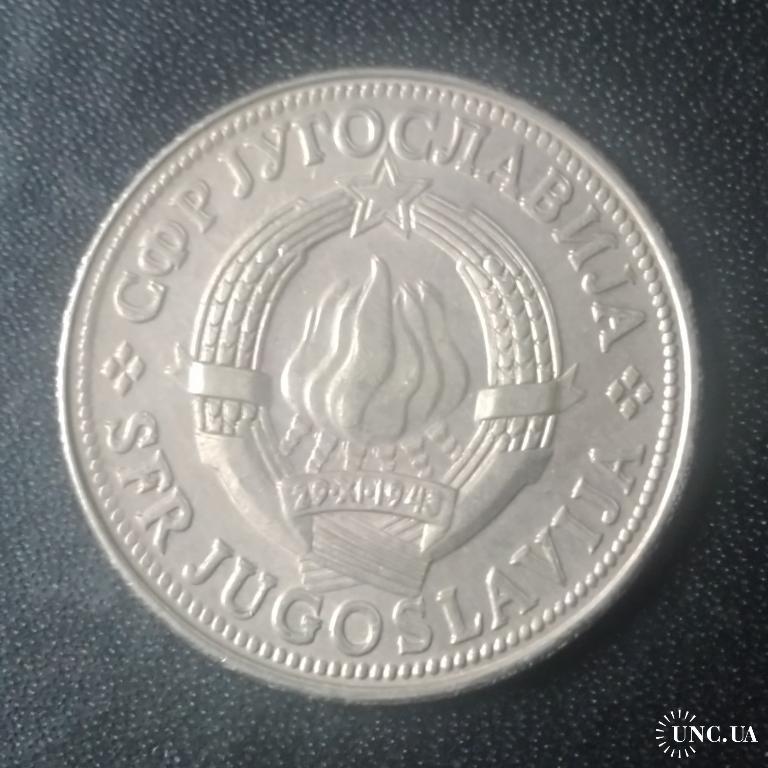 СФР ЈУГОСЛАВИЈА
29·XI·1943
SFR JUGOSLAVIJA
UNC.UA